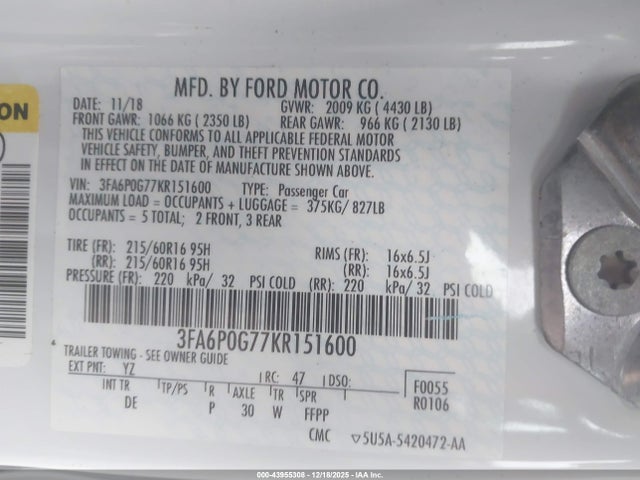 MFD. BY FORD MOTOR CO.
DATE: 11/18 GVWR: 2009 KG ( 4430 LB)
FRONT GAWR: 1066 KG ( 2350 LB) REAR GAWR: 966 KG ( 2130 LB)
THIS VEHICLE CONFORMS TO ALL APPLICABLE FEDERAL MOTOR
VEHICLE SAFETY, BUMPER, AND THEFT PREVENTION STANDARDS
IN EFFECT ON THE DATE OF MANUFACTURE SHOWN ABOVE.
VIN: 3FA6P0G77KR151600 TYPE: Passenger Car
MAXIMUM LOAD = OCCUPANTS + LUGGAGE = 375KG/ 827LB
OCCUPANTS = 5 TOTAL; 2 FRONT, 3 REAR
TIRE (FR): 215/60R16 95H RIMS (FR): 16x6.5J
(RR): 215/60R16 95H (RR): 16x6.5J
PRESSURE (FR): 220 kPa/ 32 PSI COLD (RR): 220 kPa/ 32 PSI COLD
3FA6P0G77KR151600
TRAILER TOWING - SEE OWNER GUIDE
EXT PNT: YZ RC: 47 DSO: F0055
INT TR TP/PS R AXLE TR SPR R0106
DE P 30 W FFPP
CMC ▽5U5A-5420472-AA
ON
000-43955308 - 12/18/2025 - IAAI.com